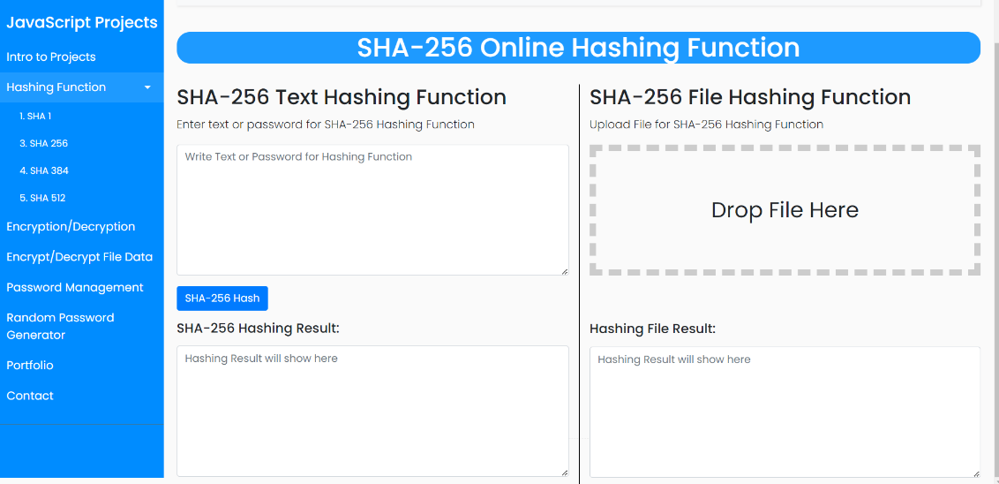 JavaScript Projects
Intro to Projects
Hashing Function
1. SHA 1
3. SHA 256
4. SHA 384
5. SHA 512
Encryption/Decryption
Encrypt/Decrypt File Data
Password Management
Random Password
Generator
Portfolio
Contact
SHA-256 Online Hashing Function
SHA-256 Text Hashing Function
Enter text or password for SHA-256 Hashing Function
Write Text or Password for Hashing Function
SHA-256 Hash
SHA-256 Hashing Result:
Hashing Result will show here
SHA-256 File Hashing Function
Upload File for SHA-256 Hashing Function
Drop File Here
Hashing File Result:
Hashing Result will show here